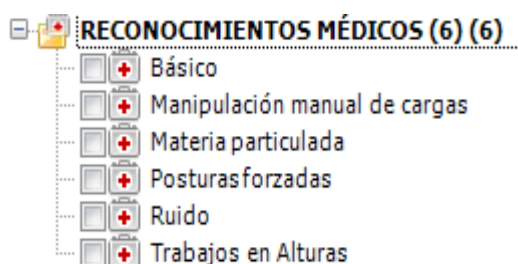 RECONOCIMIENTOS MÉDICOS (6) (6)
Básico
Manipulación manual de cargas
Materia particulada
Posturas forzadas
Ruido
Trabajos en Alturas